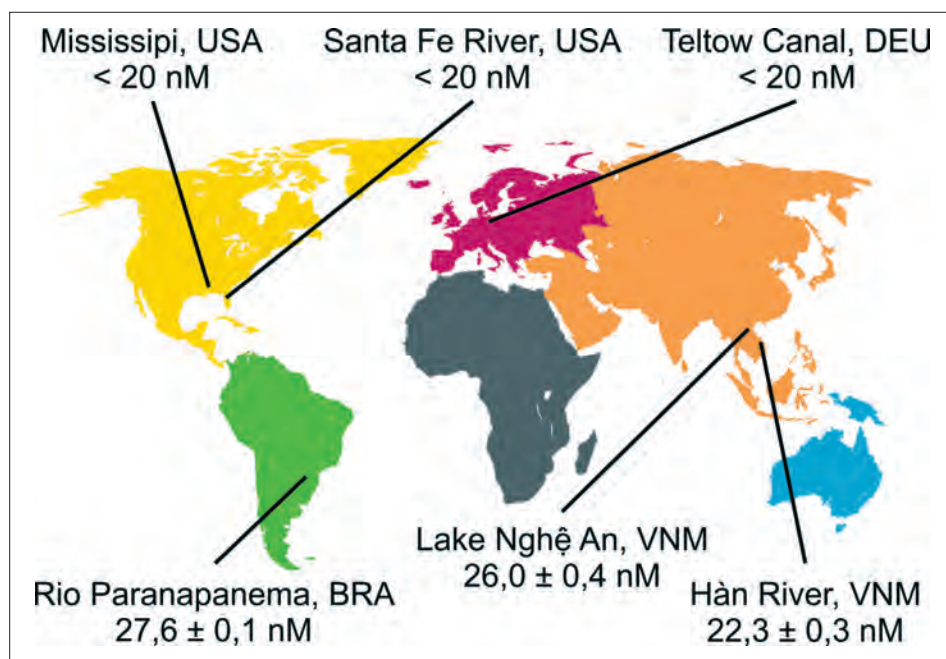 Mississipi, USA
< 20 nM
Santa Fe River, USA
< 20 nM
Teltow Canal, DEU
< 20 nM
Lake Nghệ An, VNM
26,0 ± 0,4 nM
Rio Paranapanema, BRA
27,6 ± 0,1 nM
Hàn River, VNM
22,3 ± 0,3 nM